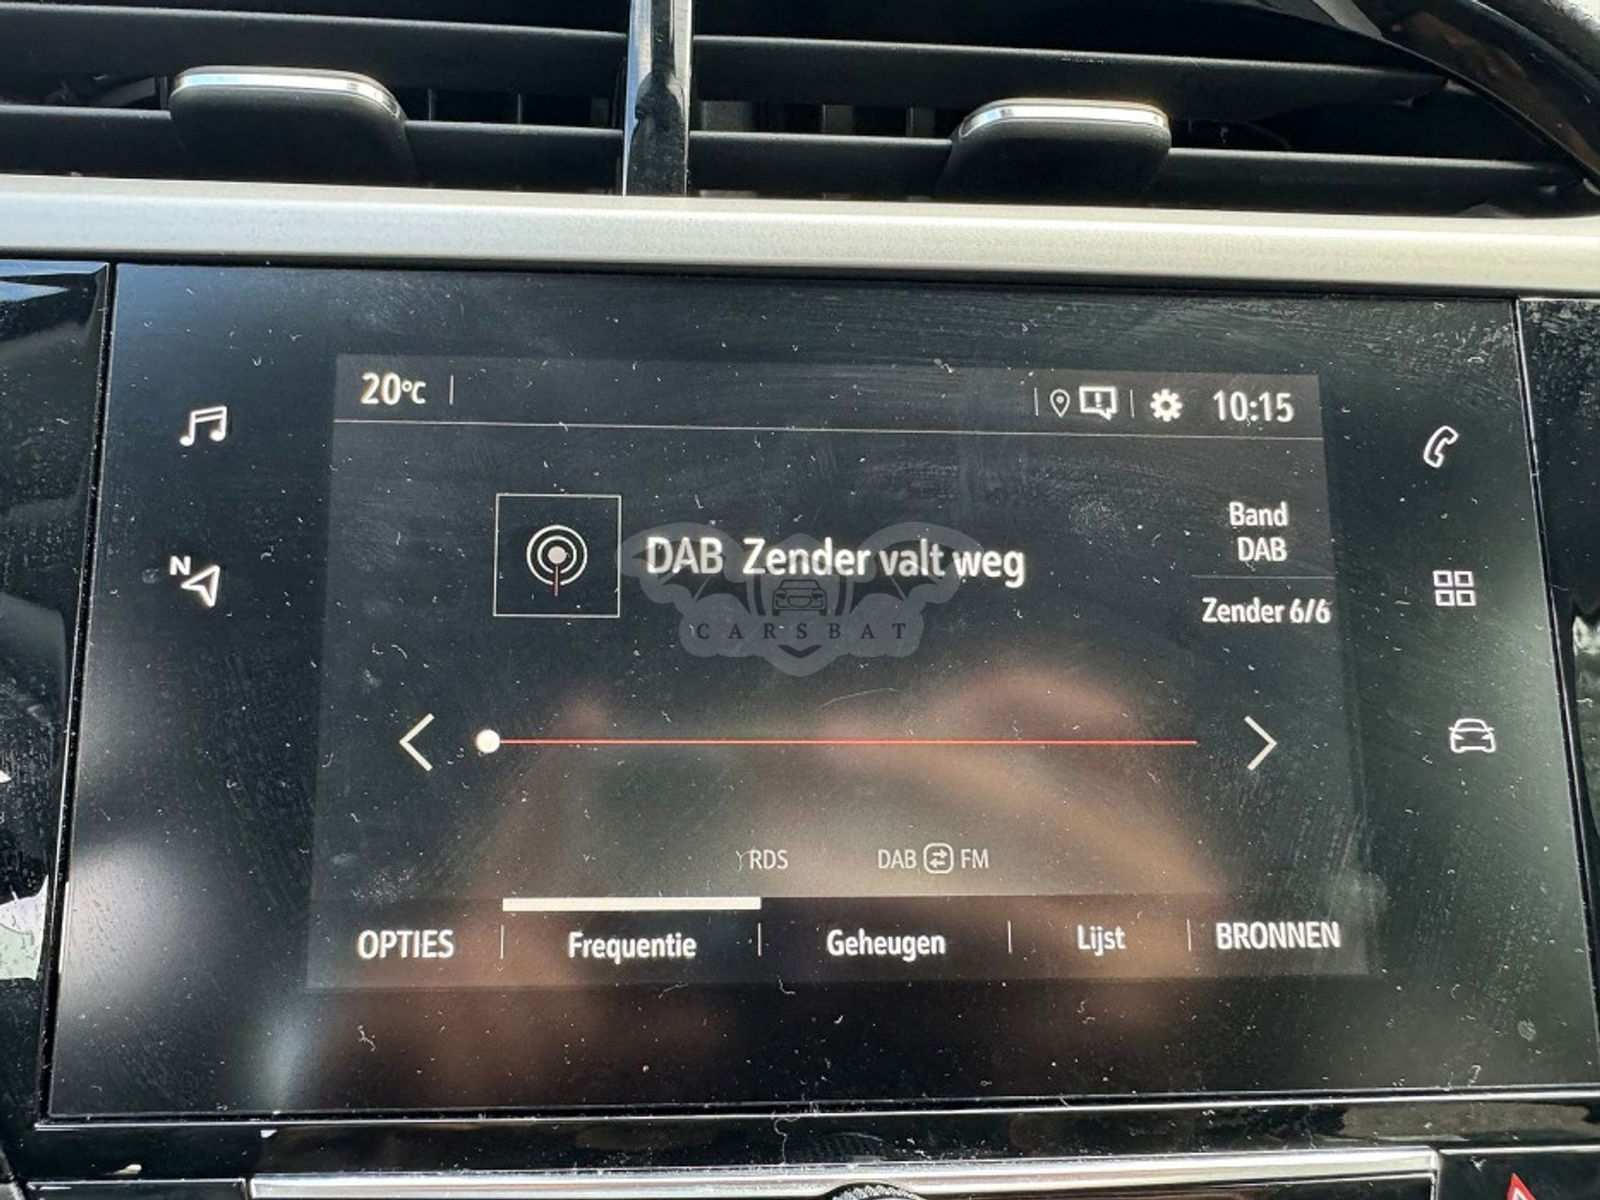 20°C
10:15
N
DAB Zender valt weg
Band
DAB
Zender 6/6
CARSBAT
RDS
DAB FM
OPTIES
Frequentie
Geheugen
Lijst
BRONNEN